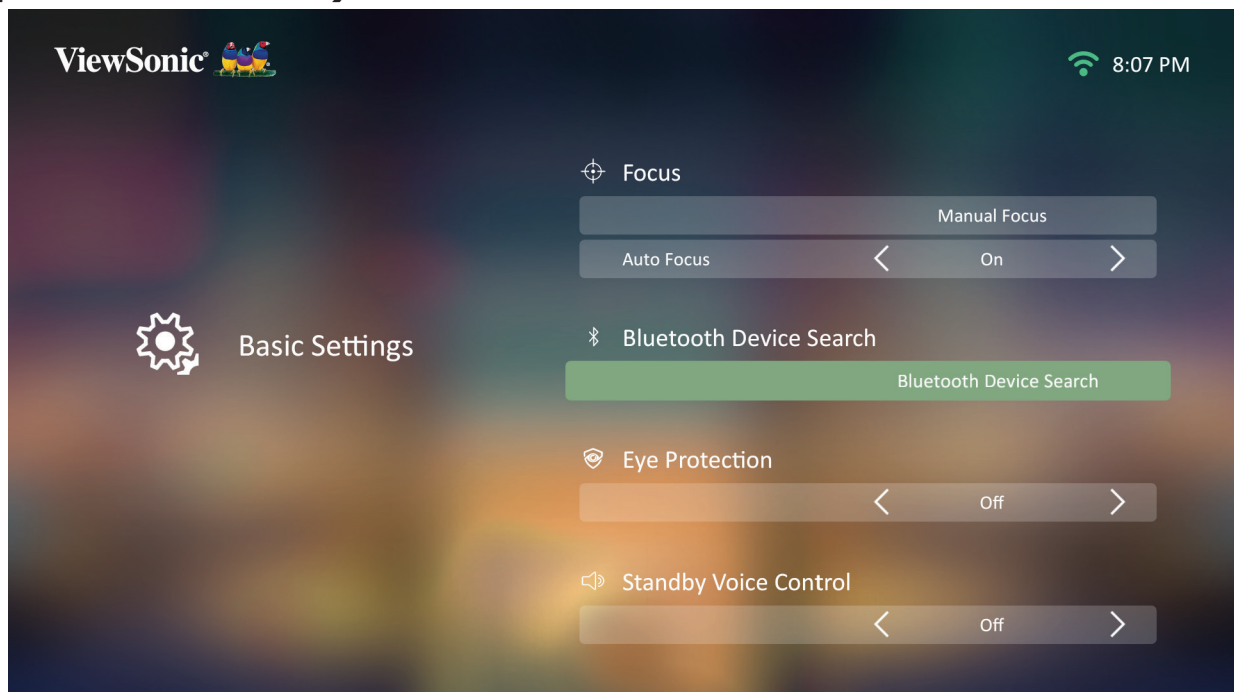 ViewSonic®
8:07 PM
Focus
Manual Focus
Auto Focus On
Basic Settings
Bluetooth Device Search
Bluetooth Device Search
Eye Protection
Off
Standby Voice Control
Off